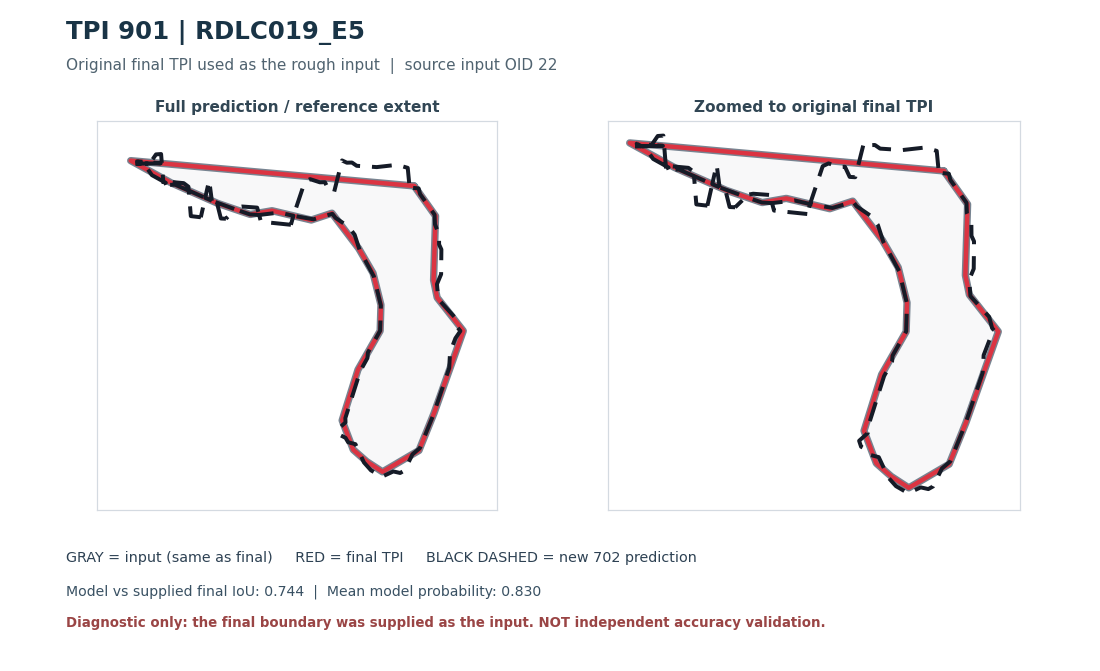 TPI 901 | RDLC019_E5
Original final TPI used as the rough input | source input OID 22
Full prediction / reference extent
Zoomed to original final TPI
GRAY = input (same as final) RED = final TPI BLACK DASHED = new 702 prediction
Model vs supplied final IoU: 0.744 | Mean model probability: 0.830
Diagnostic only: the final boundary was supplied as the input. NOT independent accuracy validation.